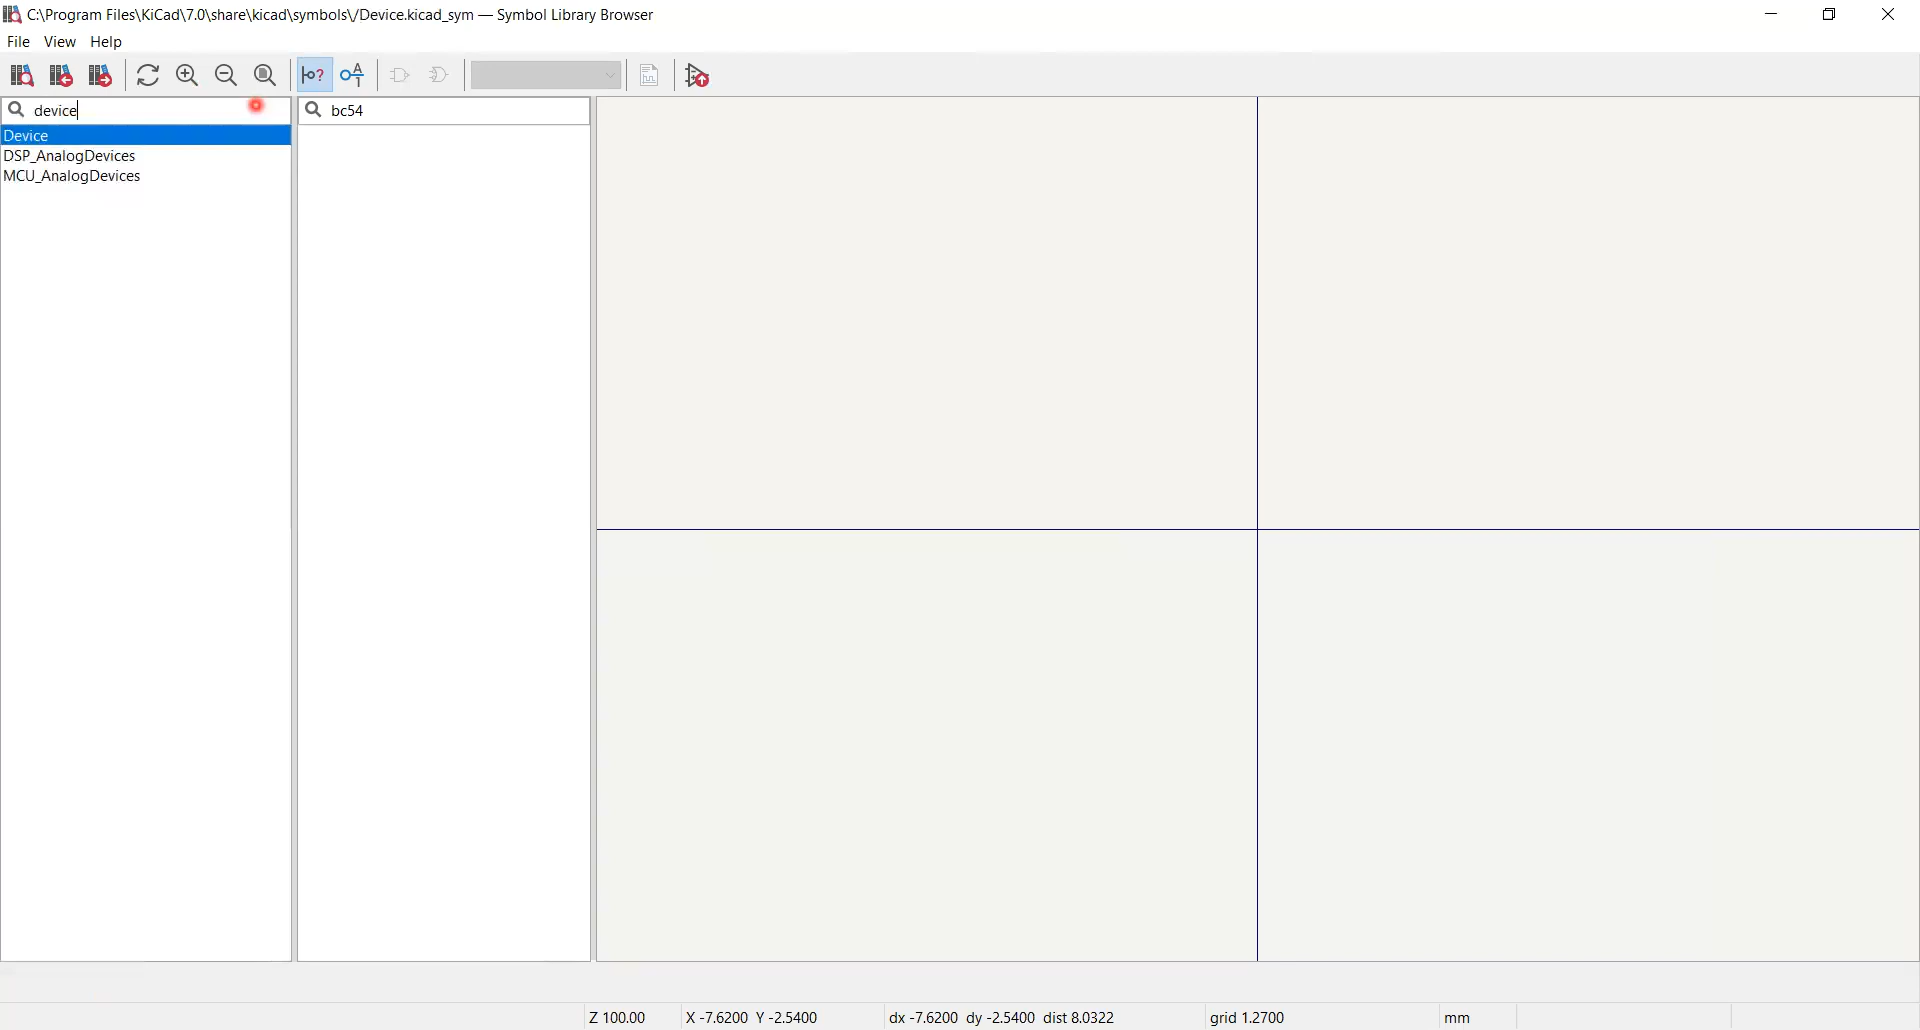 C:\Program Files\KiCad\7.0\share\kicad\symbols\/Device.kicad_sym — Symbol Library Browser
File View Help
device
bc54
Device
DSP_AnalogDevices
MCU_AnalogDevices
Z 100.00 X -7.6200 Y -2.5400 dx -7.6200 dy -2.5400 dist 8.0322 grid 1.2700 mm